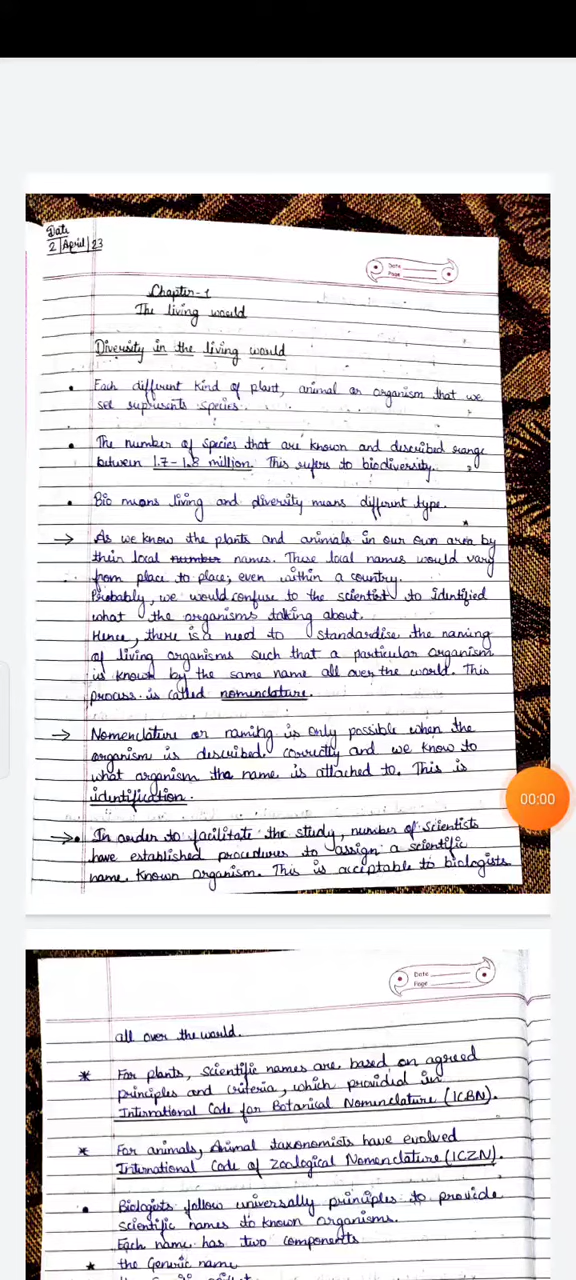 Date
2|April|23
Date
Page
Chapter-1
The living would
Diversity in the living would
• Each different kind of plant, animal or organism that we
see represents species.
• The number of species that are known and described range
between 1.7-1.8 million. This refers to biodiversity.
• Bio means living and diversity means different type.
→ As we know the plants and animals in our own area by
their local number names. These local names would vary
from place to place, even within a country.
Probably, we would confuse to the scientist to identified
what the organisms taking about.
Hence, there is a need to standardise the naming
of living organisms such that a particular organism
is known by the same name all over the world. This
process is called nomenclature.
→ Nomenclature or naming is only possible when the
organism is described correctly and we know to
what organism the name is attached to. This is
identification.
→• In order to facilitate the study, number of scientists
have established procedures to assign a scientific
name known organism. This is acceptable to biologists
00:00
Date
Page
all over the world.
* For plants, scientific names are based on agreed
principles and criteria, which provided in
International Code for Botanical Nomenclature (ICBN).
* For animals, Animal taxonomists have evolved
International Code of Zoological Nomenclature (ICZN).
• Biologists follow universally principles to provide
scientific names to known organisms.
Each name has two components
* the Generic name